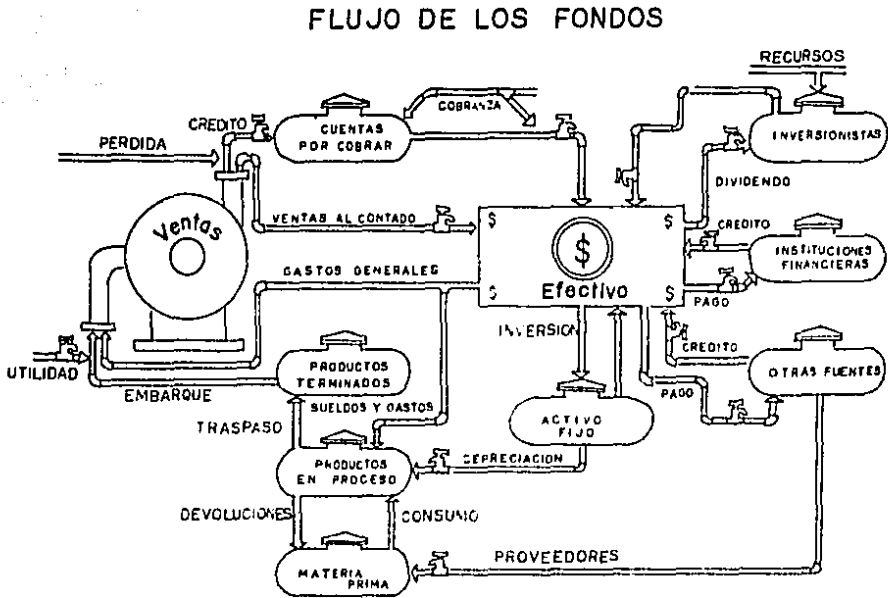 FLUJO DE LOS FONDOS
RECURSOS
COBRANZA
CREDITO
CUENTAS
POR COBRAR
INVERSIONISTAS
PERDIDA
DIVIDENDO
Ventas
VENTAS AL CONTADO
$ $
$
$ $
Efectivo
CREDITO
INSTITUCIONES
FINANCIERAS
PAGO
GASTOS GENERALES
INVERSION
CREDITO
UTILIDAD
PRODUCTOS
TERMINADOS
OTRAS FUENTES
EMBARQUE
SUELDOS Y GASTOS
PAGO
TRASPASO
ACTIVO
FIJO
PRODUCTOS
EN PROCESO
DEPRECIACION
DEVOLUCIONES
CONSUMO
PROVEEDORES
MATERIA
PRIMA